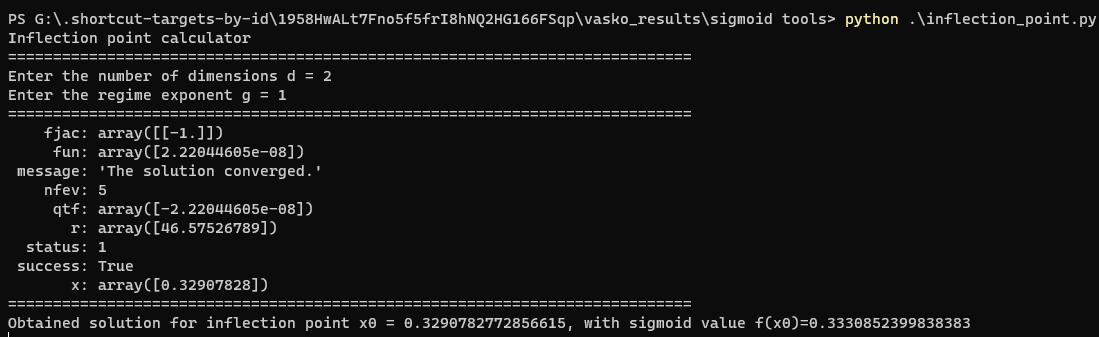 PS G:\.shortcut-targets-by-id\1958HwALt7Fno5f5frI8hNQ2HG166FSqp\vasko_results\sigmoid tools> python .\inflection_point.py
Inflection point calculator
============================================================================
Enter the number of dimensions d = 2
Enter the regime exponent g = 1
============================================================================
fjac: array([[-1.]])
fun: array([2.22044605e-08])
message: 'The solution converged.'
nfev: 5
qtf: array([-2.22044605e-08])
r: array([46.57526789])
status: 1
success: True
x: array([0.32907828])
============================================================================
Obtained solution for inflection point x0 = 0.3290782772856615, with sigmoid value f(x0)=0.3330852399838383